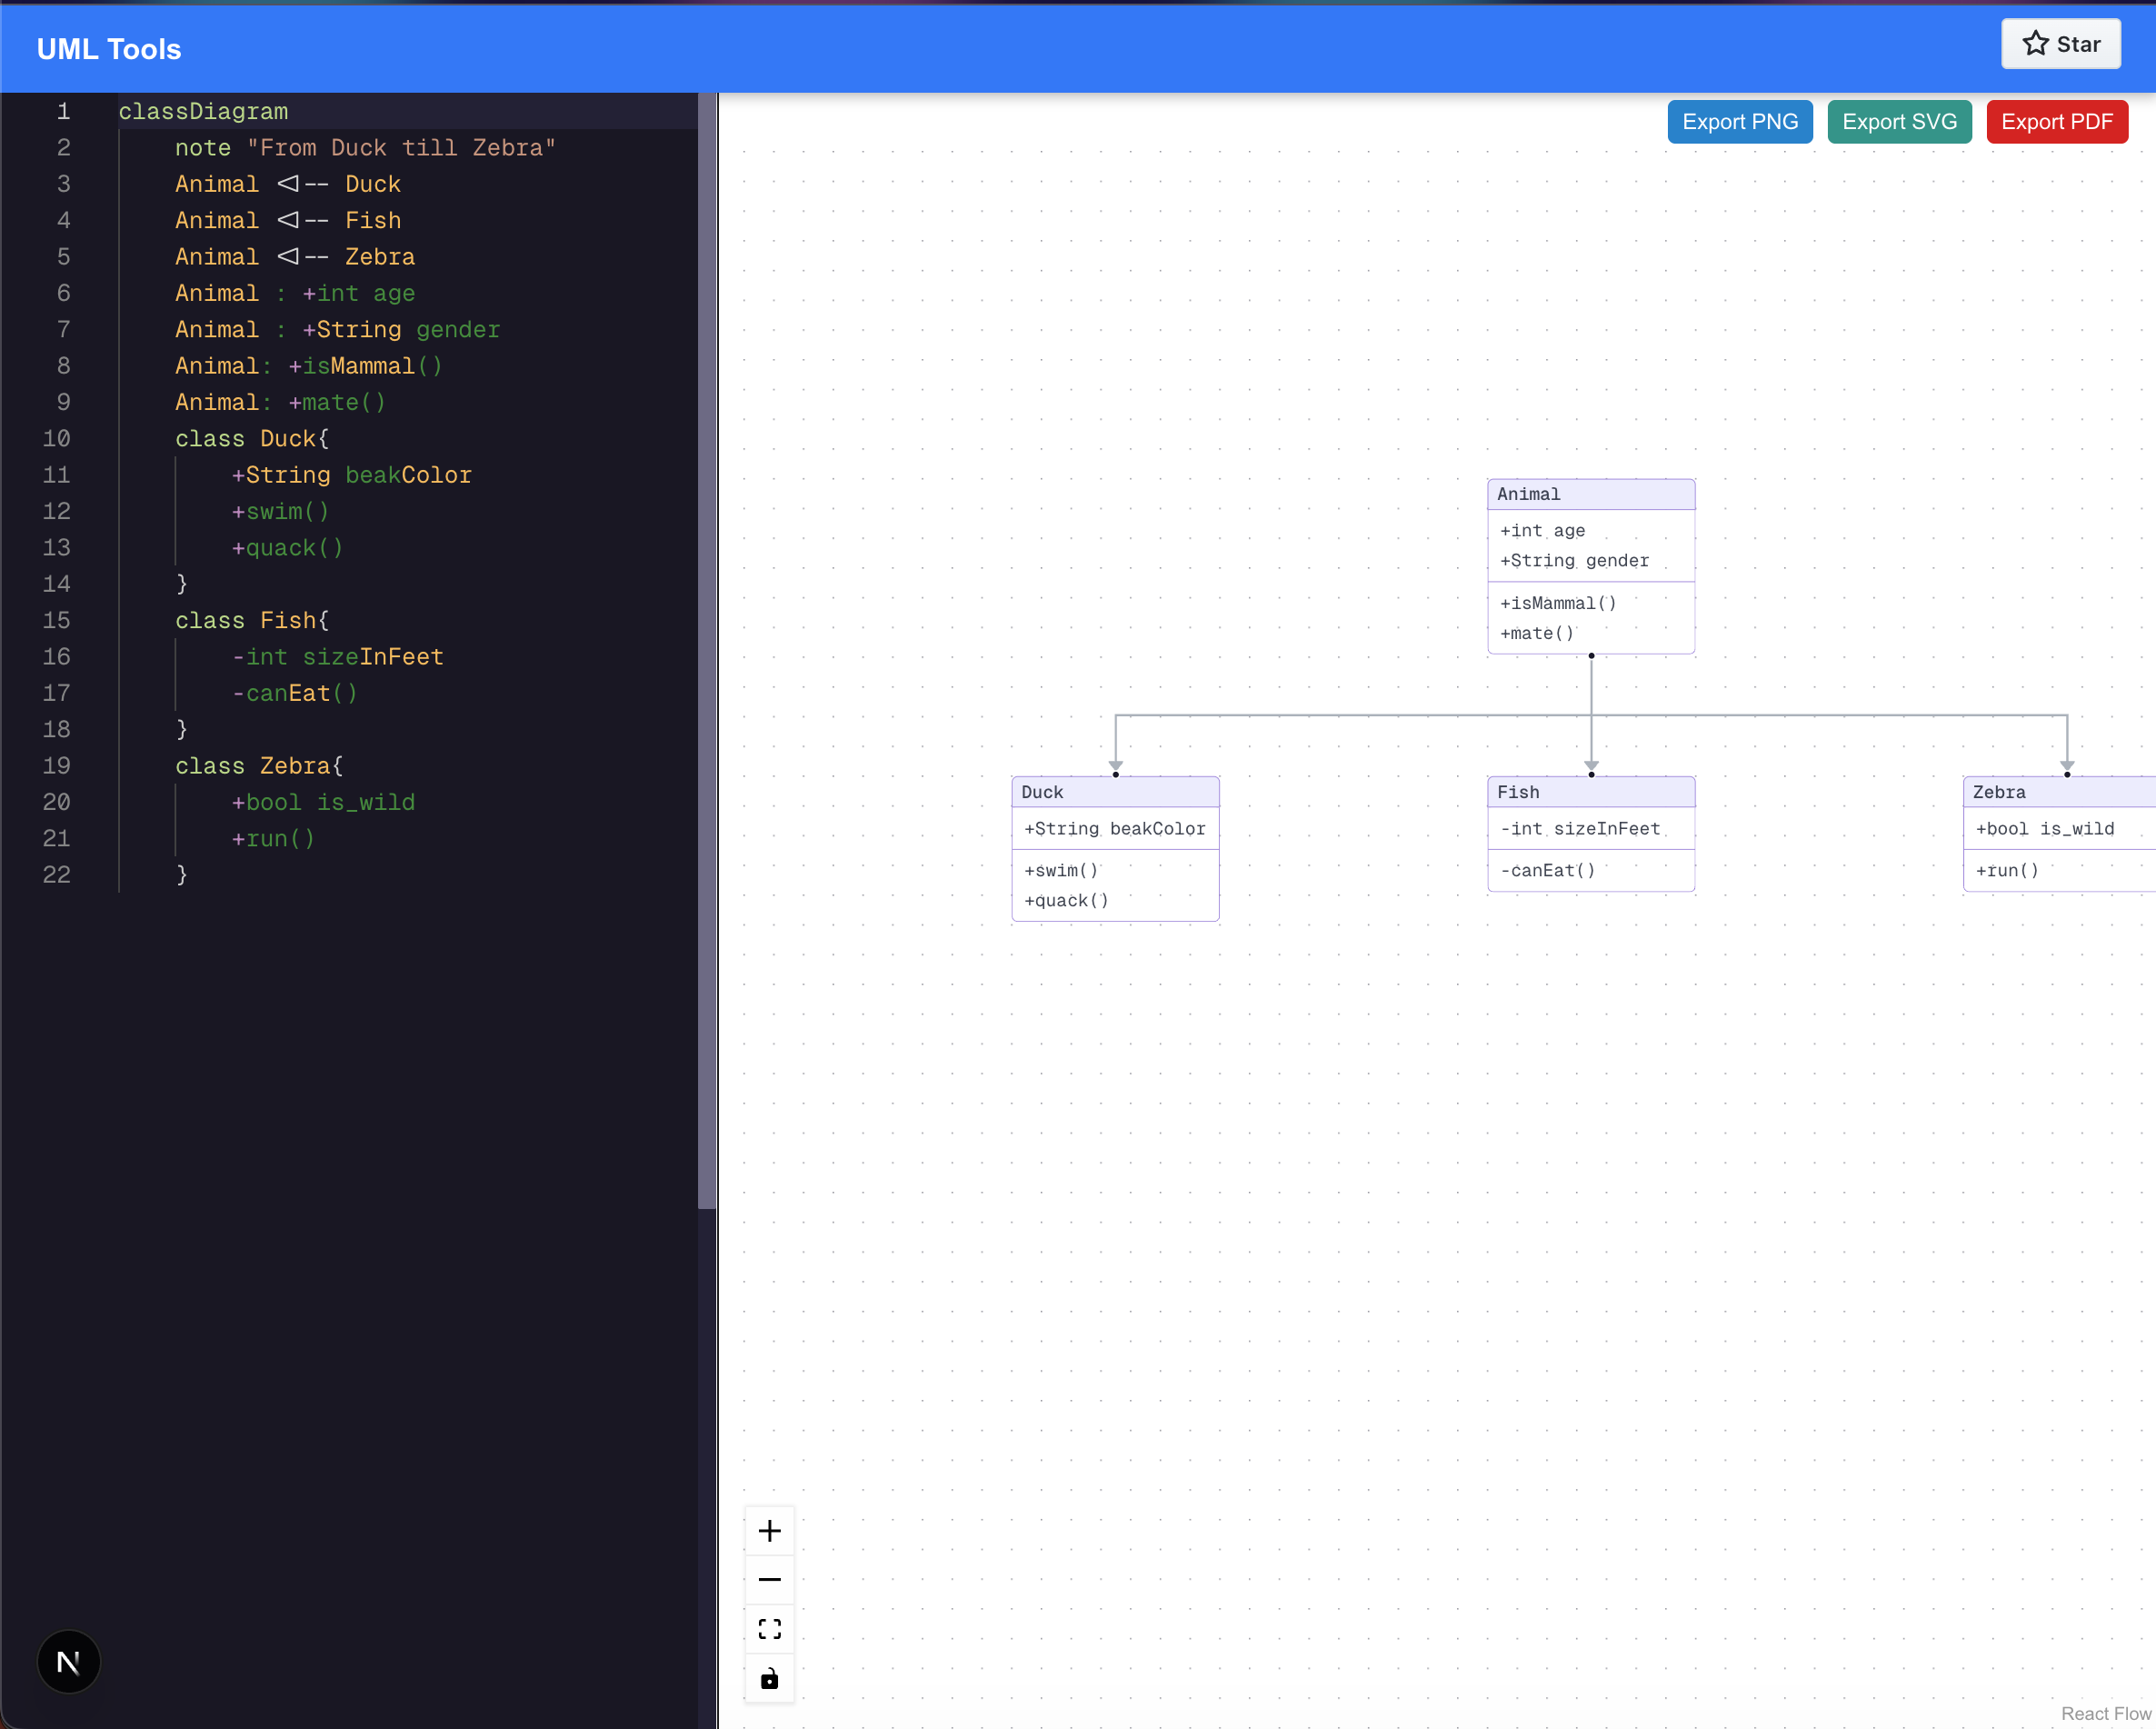 UML Tools
Star
1 classDiagram
2     note "From Duck till Zebra"
3     Animal <|-- Duck
4     Animal <|-- Fish
5     Animal <|-- Zebra
6     Animal : +int age
7     Animal : +String gender
8     Animal: +isMammal()
9     Animal: +mate()
10     class Duck{
11         +String beakColor
12         +swim()
13         +quack()
14     }
15     class Fish{
16         -int sizeInFeet
17         -canEat()
18     }
19     class Zebra{
20         +bool is_wild
21         +run()
22     }
Export PNG
Export SVG
Export PDF
Animal
+int age
+String gender
+isMammal()
+mate()
Duck
+String beakColor
+swim()
+quack()
Fish
-int sizeInFeet
-canEat()
Zebra
+bool is_wild
+run()
N
React Flow